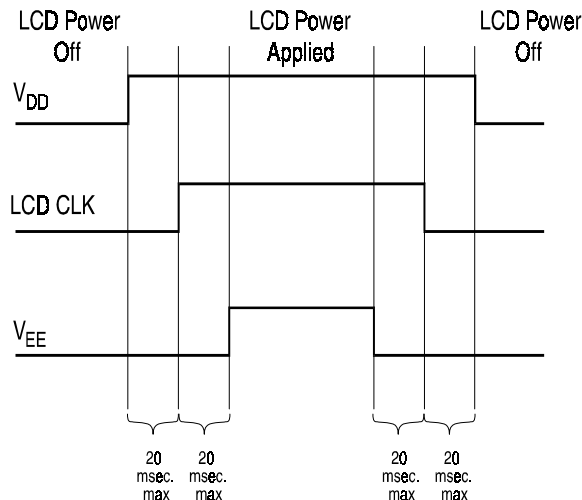 LCD Power
Off
LCD Power
Applied
LCD Power
Off
VDD
LCD CLK
VEE
20
msec.
max
20
msec.
max
20
msec.
max
20
msec.
max